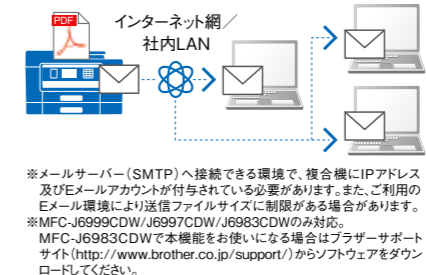 PDF
インターネット網／
社内LAN
※メールサーバー（SMTP）へ接続できる環境で、複合機にIPアドレス
及びEメールアカウントが付与されている必要があります。また、ご利用の
Eメール環境により送信ファイルサイズに制限がある場合があります。
※MFC-J6999CDW/J6997CDW/J6983CDWのみ対応。
MFC-J6983CDWで本機能をお使いになる場合はブラザーサポート
サイト（http://www.brother.co.jp/support/）からソフトウェアをダウン
ロードしてください。